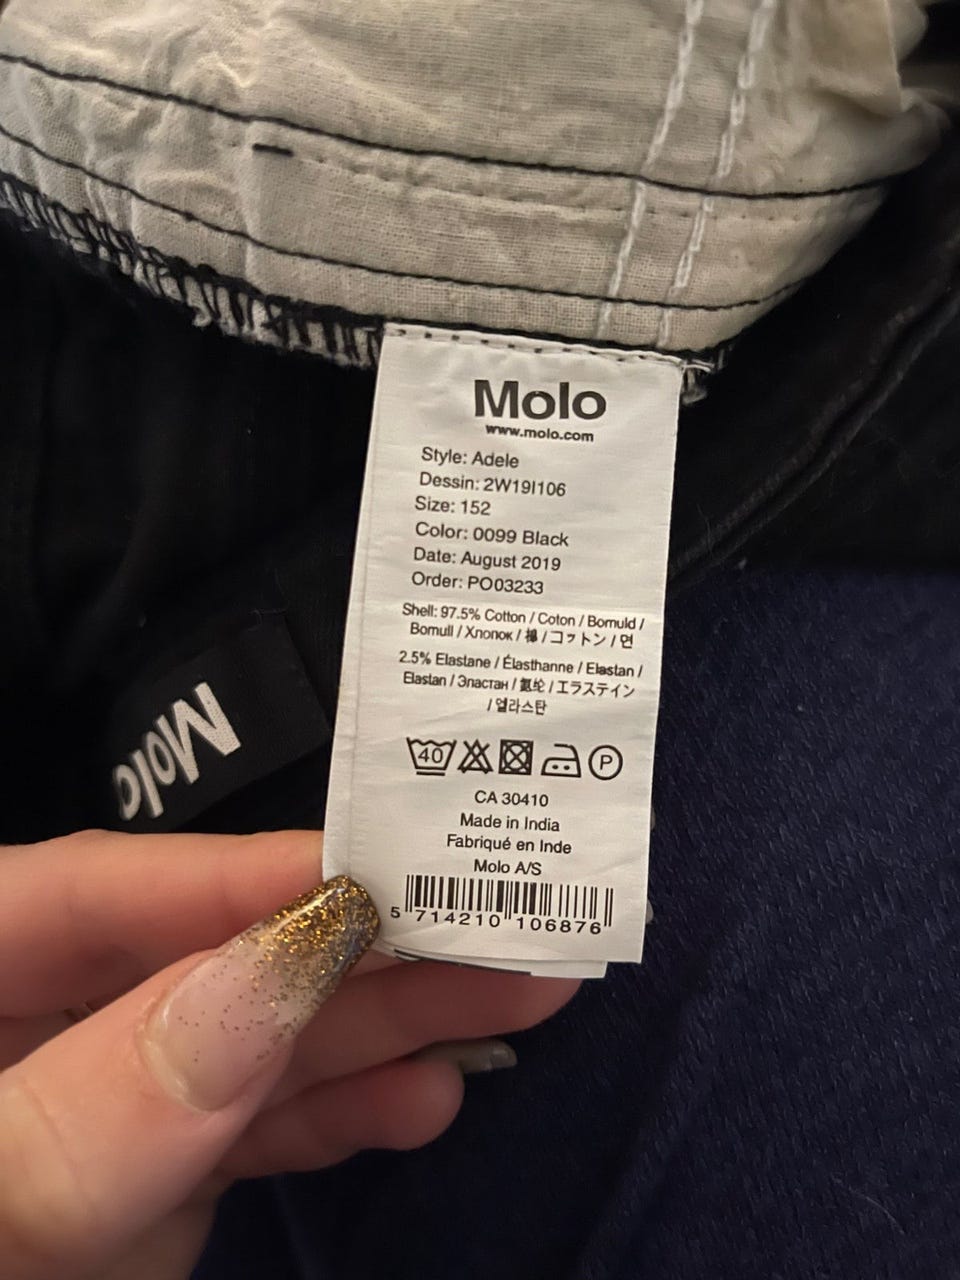 Molo
www.molo.com
Style: Adele
Dessin: 2W19I106
Size: 152
Color: 0099 Black
Date: August 2019
Order: PO03233
Shell: 97.5% Cotton / Coton / Bomuld /
Bomull / Хлопок / 棉 / コットン / 면
2.5% Elastane / Élasthanne / Elastan /
Elastan / Эластан / 氨纶 / エラステイン
/ 엘라스탄
40 P
CA 30410
Made in India
Fabriqué en Inde
Molo A/S
5 714210 106876
Molo